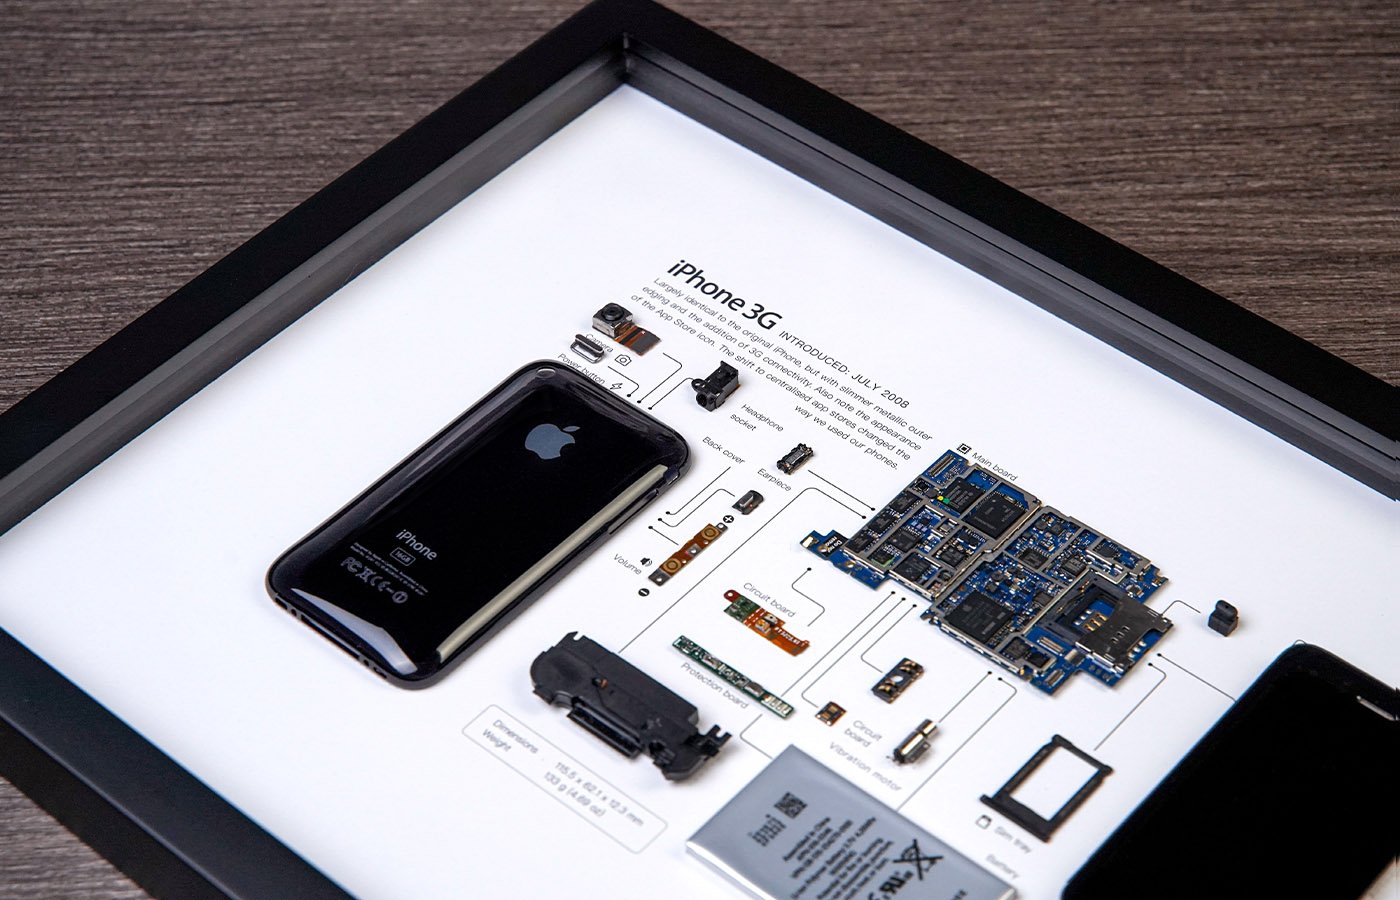 iPhone 3G INTRODUCED: JULY 2008
Largely identical to the original iPhone, but with slimmer metallic outer
edging and the addition of 3G connectivity. Also note the appearance
of the App Store icon. The shift to centralised app stores changed the
way we used our phones.
Camera
Power button
Headphone
socket
Back cover
Earpiece
Main board
Volume
iPhone
16GB
Circuit board
Protection board
Circuit
board
Vibration motor
Dimensions 115.5 x 62.1 x 12.3 mm
Weight 133 g (4.69 oz)
Sim tray
Battery
Assembled in China